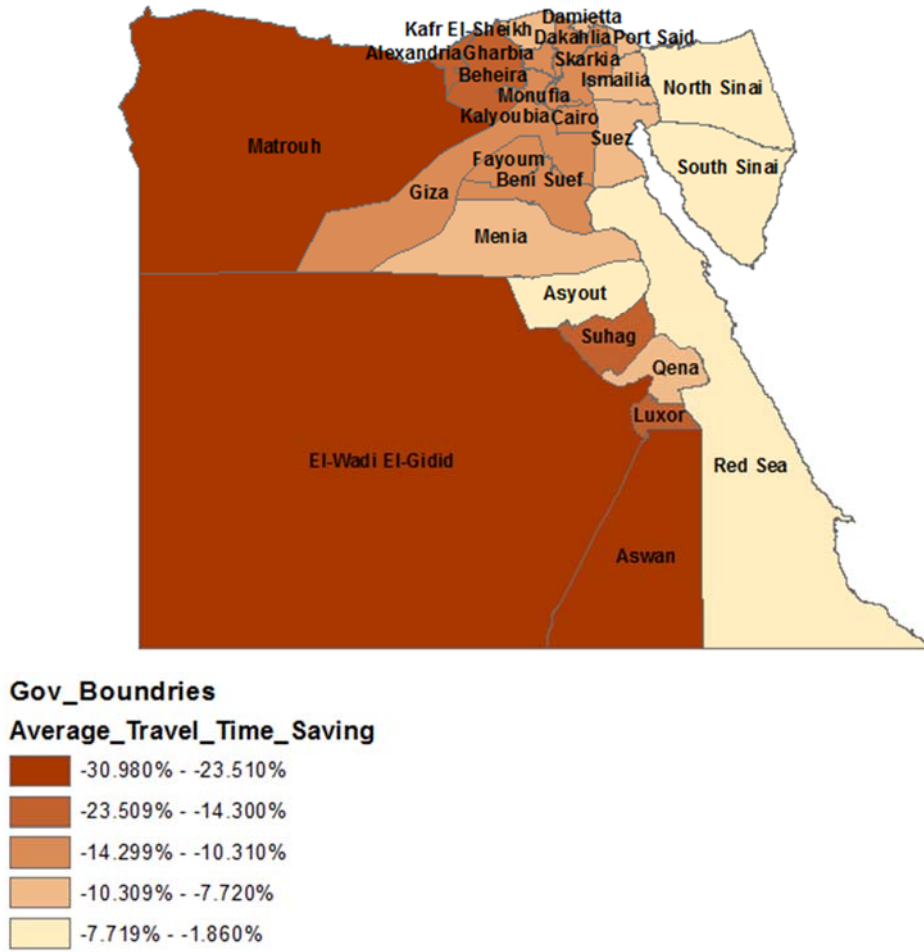 Damietta
Kafr El-Sheikh
Dakahlia Port Said
Alexandria Gharbia
Skarkia
Beheira
Ismailia
North Sinai
Monufia
Kalyoubia Cairo
Suez
Matrouh
Fayoum
South Sinai
Beni Suef
Giza
Menia
Asyout
Suhag
Qena
Luxor
El-Wadi El-Gidid
Red Sea
Aswan
Gov_Boundries
Average_Travel_Time_Saving
-30.980% - -23.510%
-23.509% - -14.300%
-14.299% - -10.310%
-10.309% - -7.720%
-7.719% - -1.860%